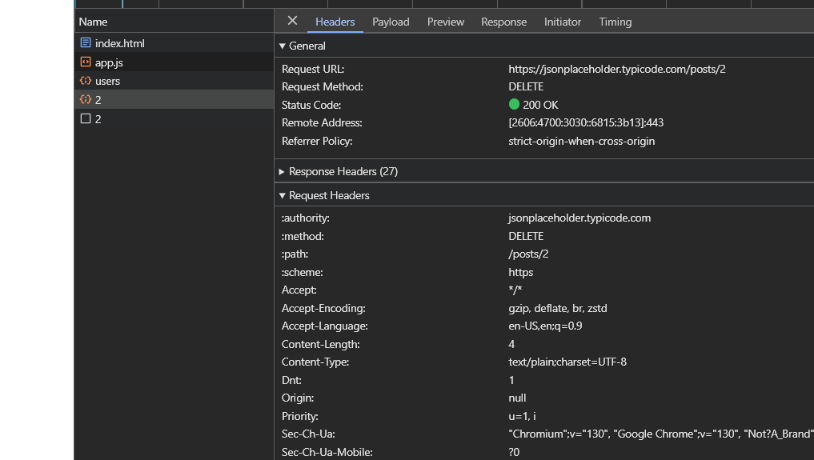 Name
Headers Payload Preview Response Initiator Timing
index.html
app.js
users
2
2
General
Request URL: https://jsonplaceholder.typicode.com/posts/2
Request Method: DELETE
Status Code: 200 OK
Remote Address: [2606:4700:3030::6815:3b13]:443
Referrer Policy: strict-origin-when-cross-origin
Response Headers (27)
Request Headers
:authority: jsonplaceholder.typicode.com
:method: DELETE
:path: /posts/2
:scheme: https
Accept: */*
Accept-Encoding: gzip, deflate, br, zstd
Accept-Language: en-US,en;q=0.9
Content-Length: 4
Content-Type: text/plain;charset=UTF-8
Dnt: 1
Origin: null
Priority: u=1, i
Sec-Ch-Ua: "Chromium";v="130", "Google Chrome";v="130", "Not?A_Brand"
Sec-Ch-Ua-Mobile: ?0